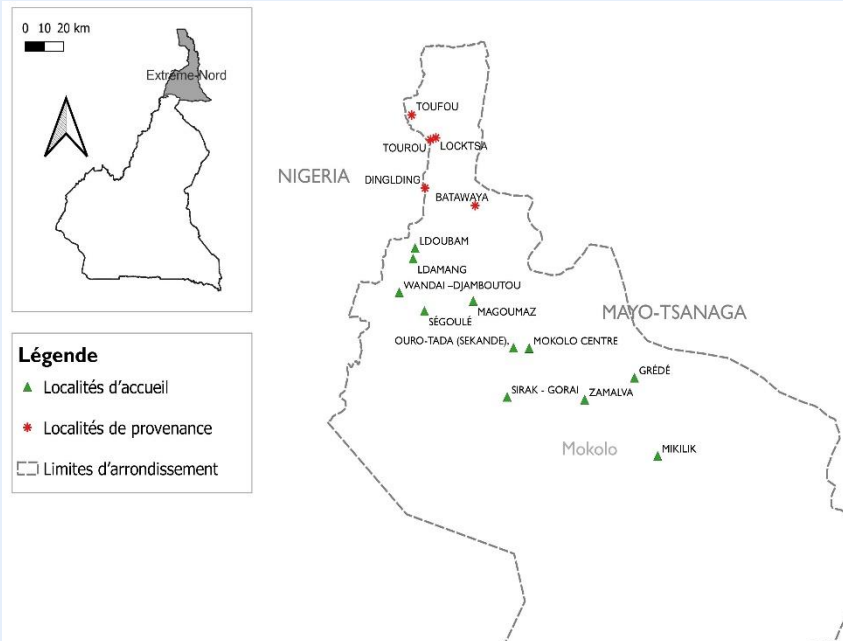 0 10 20 km
Extrême-Nord
Légende
Localités d'accueil
Localités de provenance
Limites d'arrondissement
TOUFOU
TOUROU
LOCKTSA
NIGERIA
DINGLDING
BATAWAYA
LDOUBAM
LDAMANG
WANDAI –DJAMBOUTOU
MAGOUMAZ
MAYO-TSANAGA
SÉGOULÉ
OURO-TADA (SEKANDE),
MOKOLO CENTRE
GRÉDÉ
SIRAK - GORAI
ZAMALVA
Mokolo
MIKILIK